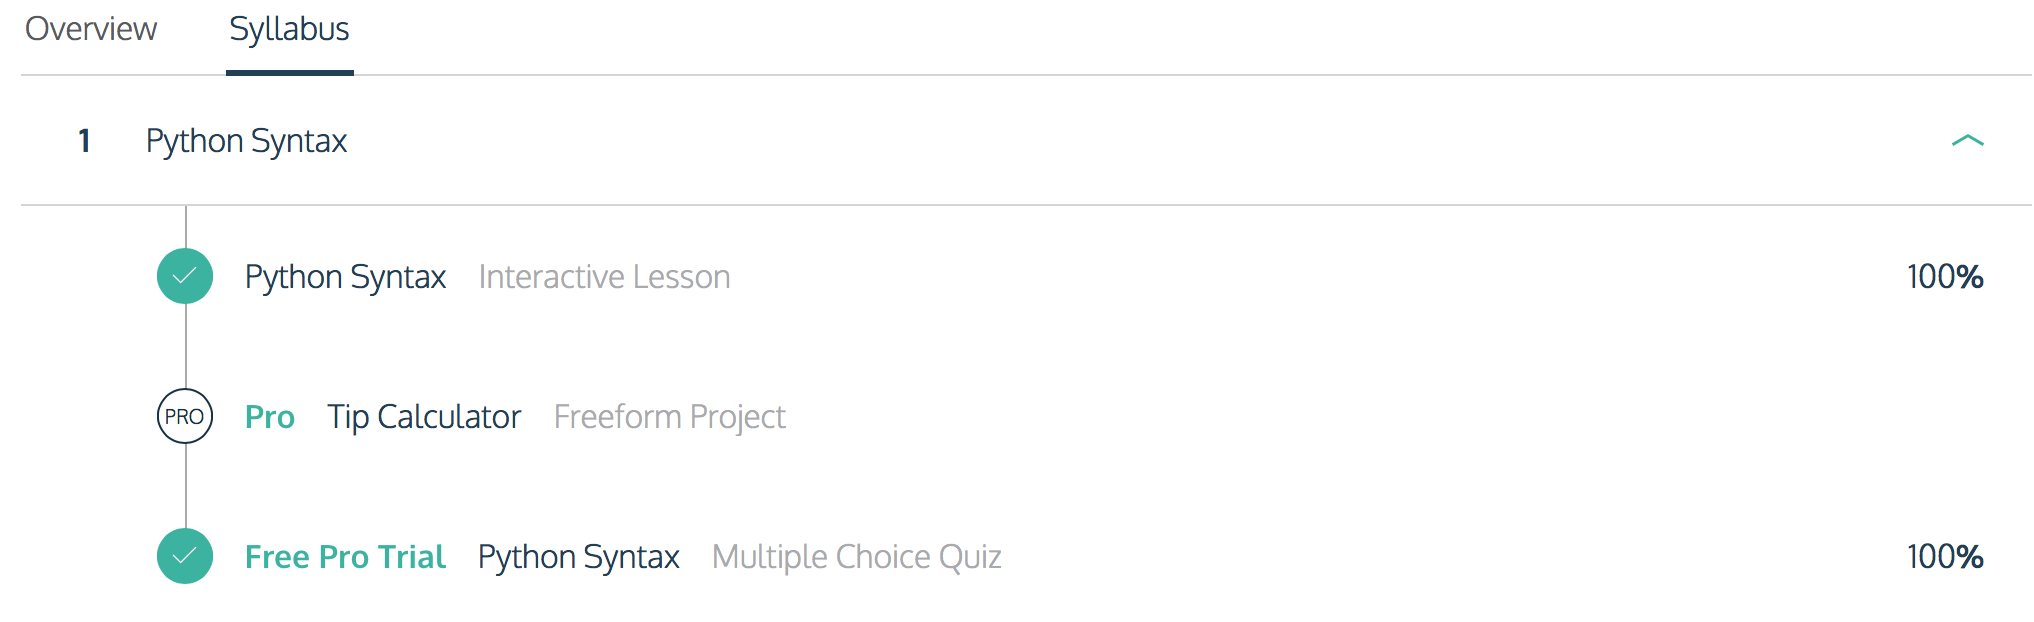 Overview Syllabus
1 Python Syntax
Python Syntax Interactive Lesson 100%
PRO Pro Tip Calculator Freeform Project
Free Pro Trial Python Syntax Multiple Choice Quiz 100%